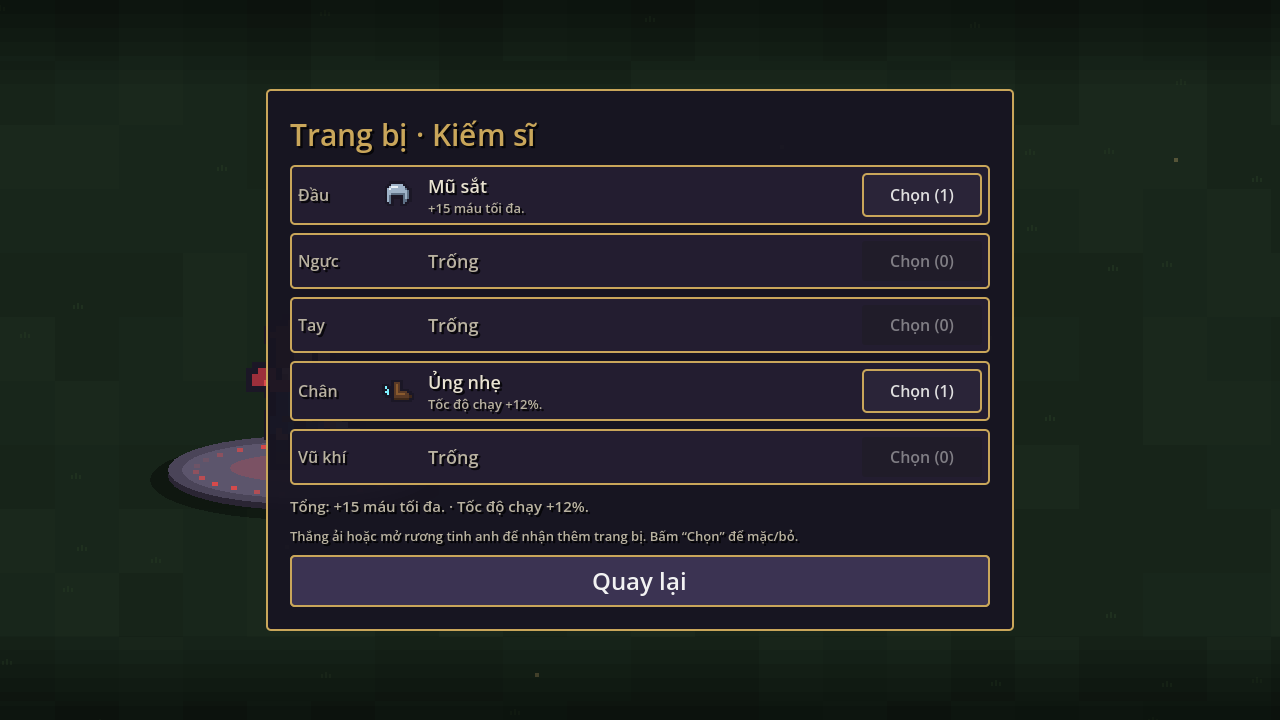 Trang bị · Kiếm sĩ
Đầu
Mũ sắt
+15 máu tối đa.
Chọn (1)
Ngực
Trống
Chọn (0)
Tay
Trống
Chọn (0)
Chân
Ủng nhẹ
Tốc độ chạy +12%.
Chọn (1)
Vũ khí
Trống
Chọn (0)
Tổng: +15 máu tối đa. · Tốc độ chạy +12%.
Thắng ải hoặc mở rương tinh anh để nhận thêm trang bị. Bấm “Chọn” để mặc/bỏ.
Quay lại